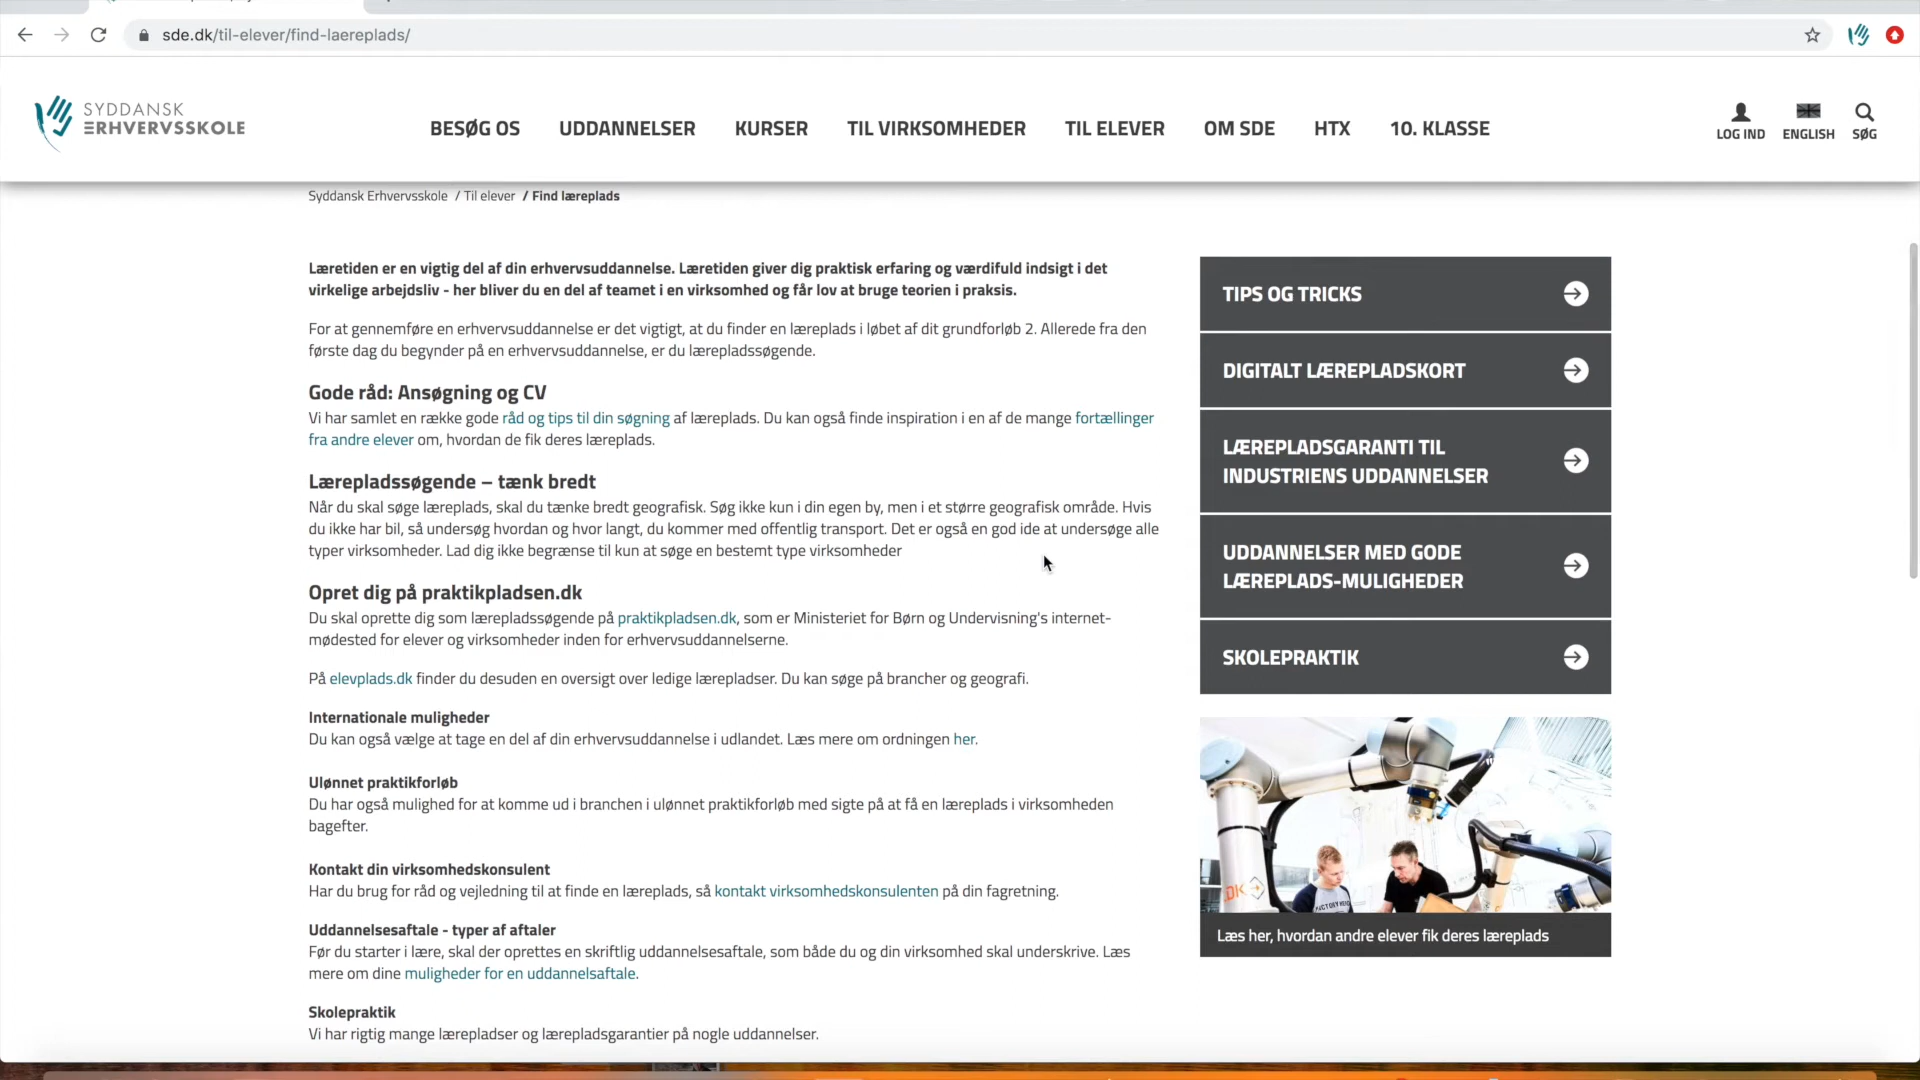 sde.dk/til-elever/find-laereplads/
SYDDANSK
ERHVERVSSKOLE
BESØG OS
UDDANNELSER
KURSER
TIL VIRKSOMHEDER
TIL ELEVER
OM SDE
HTX
10. KLASSE
LOG IND
ENGLISH
SØG
Syddansk Erhvervsskole / Til elever / Find læreplads
Læretiden er en vigtig del af din erhvervsuddannelse. Læretiden giver dig praktisk erfaring og værdifuld indsigt i det
virkelige arbejdsliv - her bliver du en del af teamet i en virksomhed og får lov at bruge teorien i praksis.
For at gennemføre en erhvervsuddannelse er det vigtigt, at du finder en læreplads i løbet af dit grundforløb 2. Allerede fra den
første dag du begynder på en erhvervsuddannelse, er du lærepladssøgende.
Gode råd: Ansøgning og CV
Vi har samlet en række gode råd og tips til din søgning af læreplads. Du kan også finde inspiration i en af de mange fortællinger
fra andre elever om, hvordan de fik deres læreplads.
Lærepladssøgende – tænk bredt
Når du skal søge læreplads, skal du tænke bredt geografisk. Søg ikke kun i din egen by, men i et større geografisk område. Hvis
du ikke har bil, så undersøg hvordan og hvor langt, du kommer med offentlig transport. Det er også en god ide at undersøge alle
typer virksomheder. Lad dig ikke begrænse til kun at søge en bestemt type virksomheder
Opret dig på praktikpladsen.dk
Du skal oprette dig som lærepladssøgende på praktikpladsen.dk, som er Ministeriet for Børn og Undervisning's internet-
mødested for elever og virksomheder inden for erhvervsuddannelserne.
På elevplads.dk finder du desuden en oversigt over ledige lærepladser. Du kan søge på brancher og geografi.
Internationale muligheder
Du kan også vælge at tage en del af din erhvervsuddannelse i udlandet. Læs mere om ordningen her.
Ulønnet praktikforløb
Du har også mulighed for at komme ud i branchen i ulønnet praktikforløb med sigte på at få en læreplads i virksomheden
bagefter.
Kontakt din virksomhedskonsulent
Har du brug for råd og vejledning til at finde en læreplads, så kontakt virksomhedskonsulenten på din fagretning.
Uddannelsesaftale - typer af aftaler
Før du starter i lære, skal der oprettes en skriftlig uddannelsesaftale, som både du og din virksomhed skal underskrive. Læs
mere om dine muligheder for en uddannelsaftale.
Skolepraktik
Vi har rigtig mange lærepladser og lærepladsgarantier på nogle uddannelser.
TIPS OG TRICKS
DIGITALT LÆREPLADSKORT
LÆREPLADSGARANTI TIL
INDUSTRIENS UDDANNELSER
UDDANNELSER MED GODE
LÆREPLADS-MULIGHEDER
SKOLEPRAKTIK
Læs her, hvordan andre elever fik deres læreplads